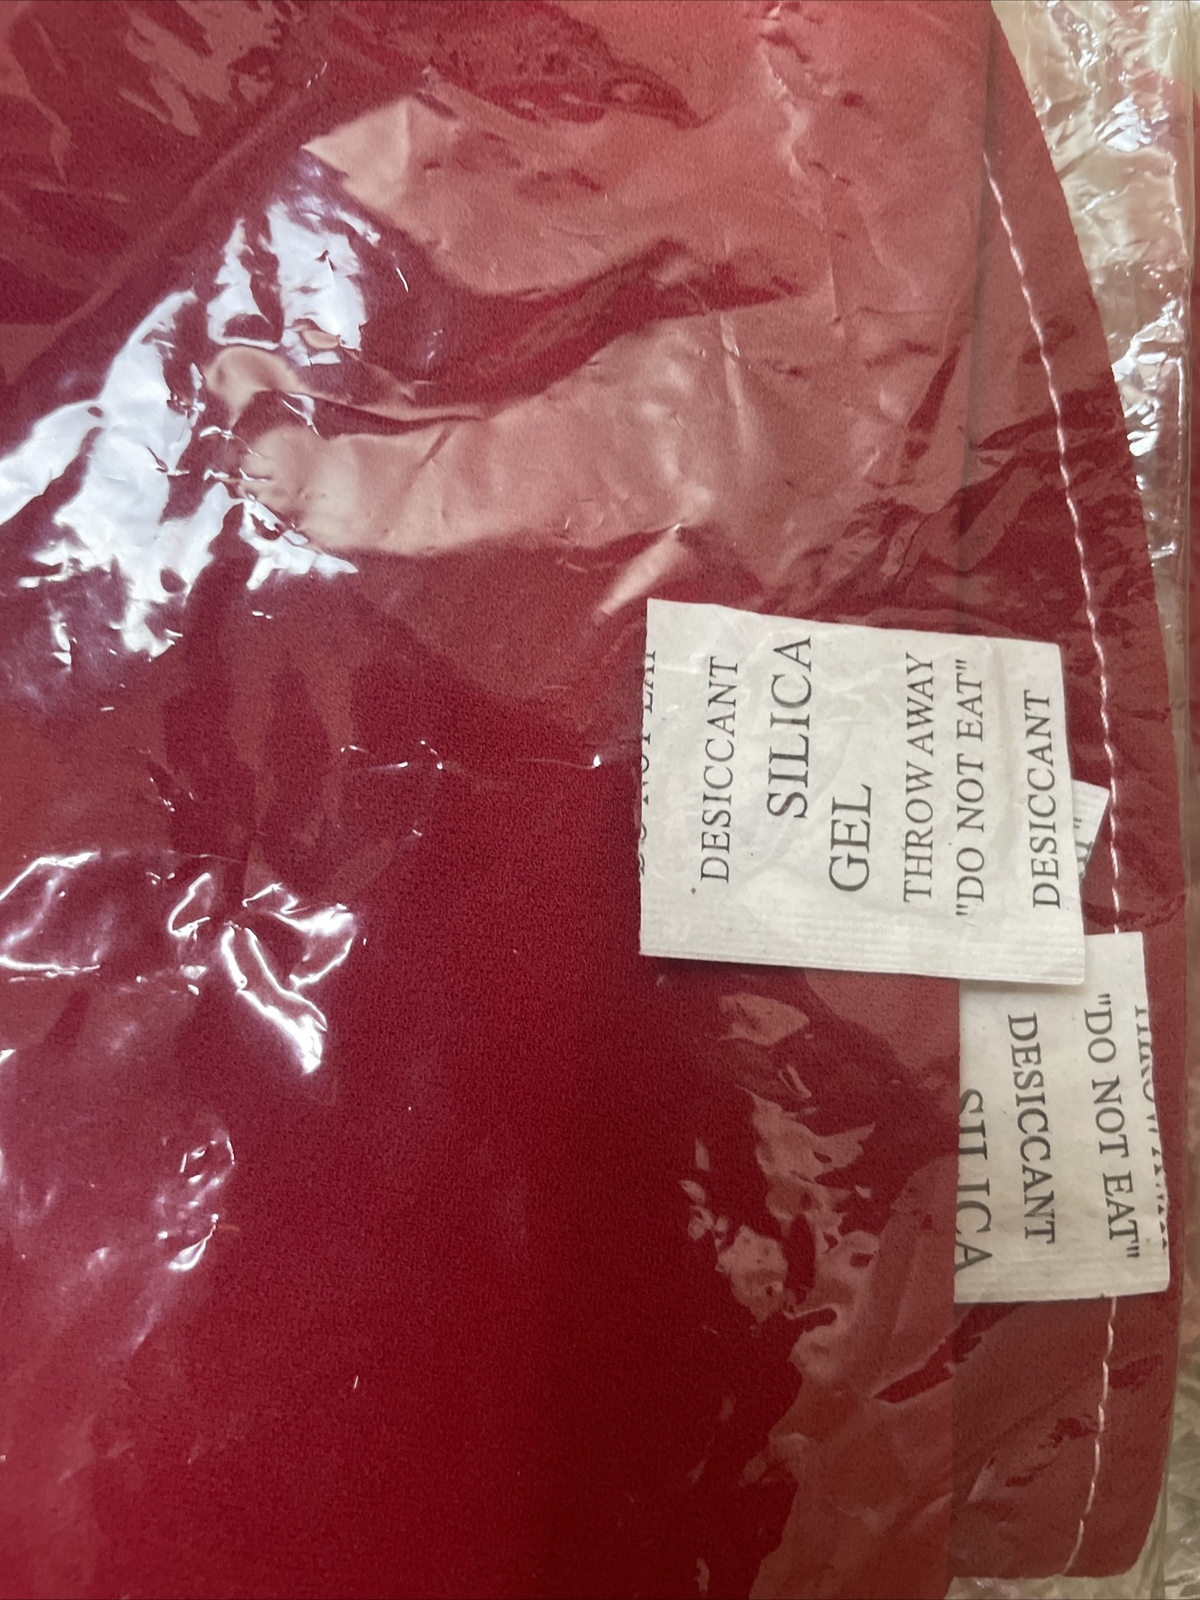 DESICCANT
SILICA
GEL
THROW AWAY
"DO NOT EAT"
DESICCANT
"DO NOT EAT"
DESICCANT
SILICA